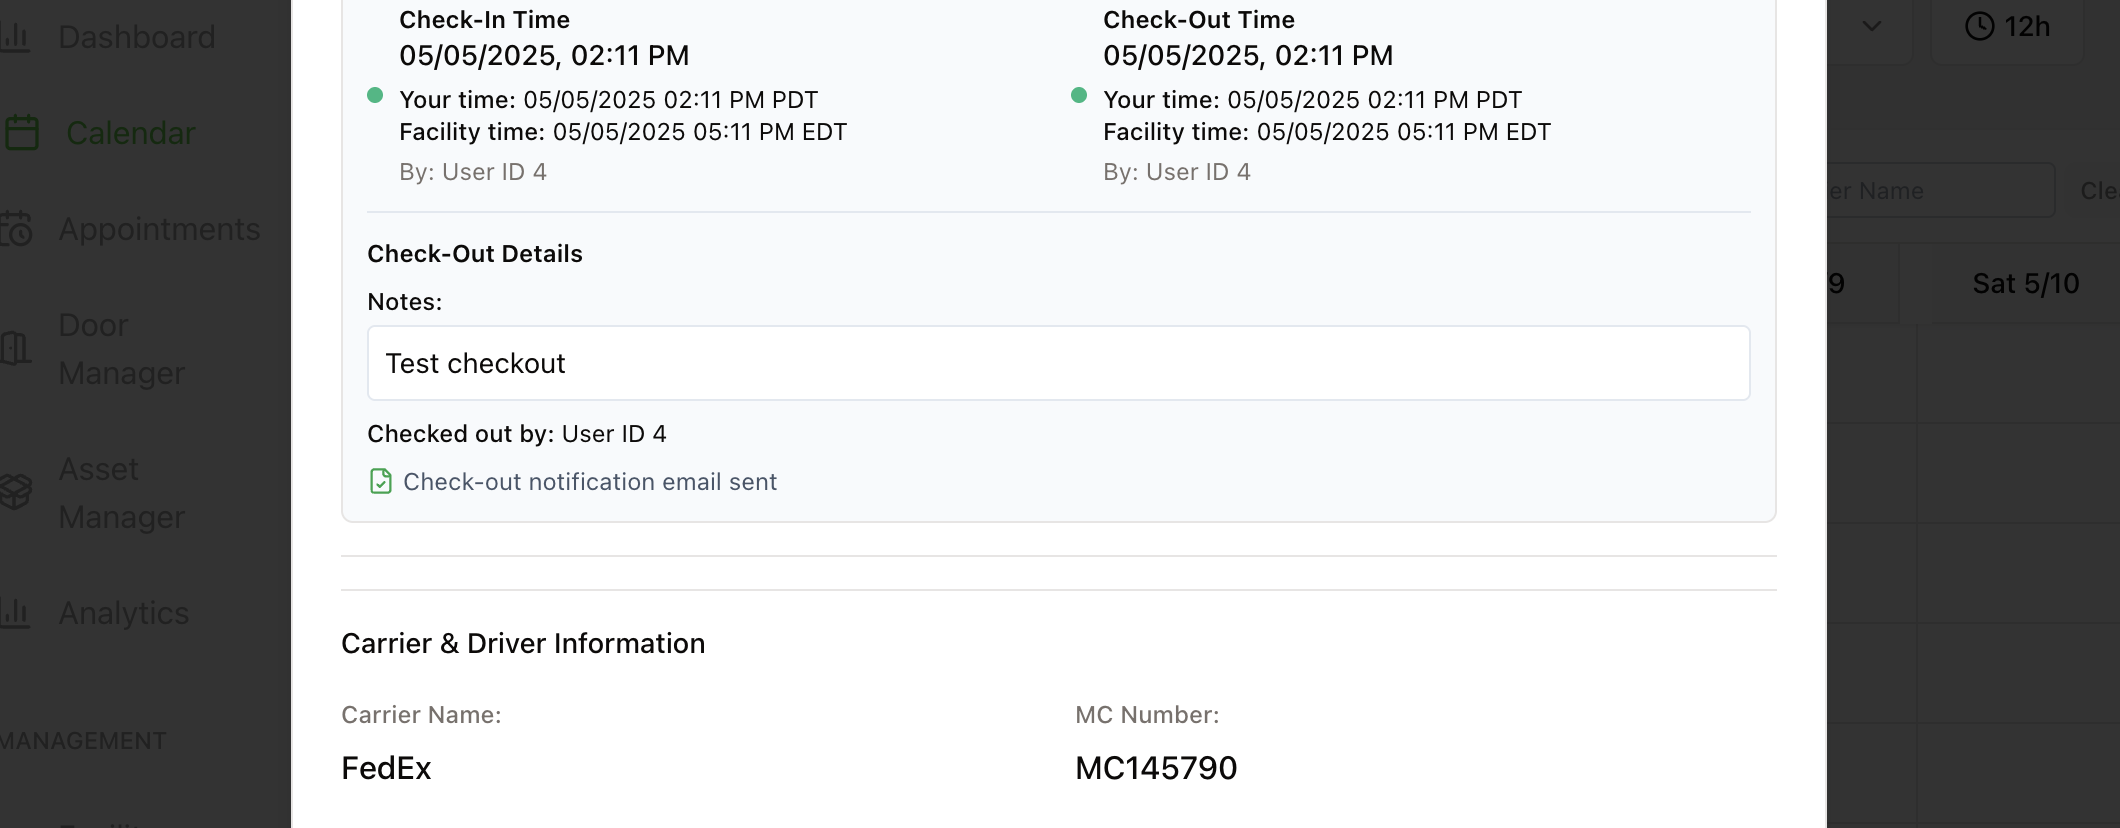 Dashboard
Calendar
Appointments
Door
Manager
Asset
Manager
Analytics
MANAGEMENT
Check-In Time
05/05/2025, 02:11 PM
Your time: 05/05/2025 02:11 PM PDT
Facility time: 05/05/2025 05:11 PM EDT
By: User ID 4
Check-Out Time
05/05/2025, 02:11 PM
Your time: 05/05/2025 02:11 PM PDT
Facility time: 05/05/2025 05:11 PM EDT
By: User ID 4
Check-Out Details
Notes:
Test checkout
Checked out by: User ID 4
Check-out notification email sent
Carrier & Driver Information
Carrier Name:
FedEx
MC Number:
MC145790
12h
er Name
Cle
/9
Sat 5/10